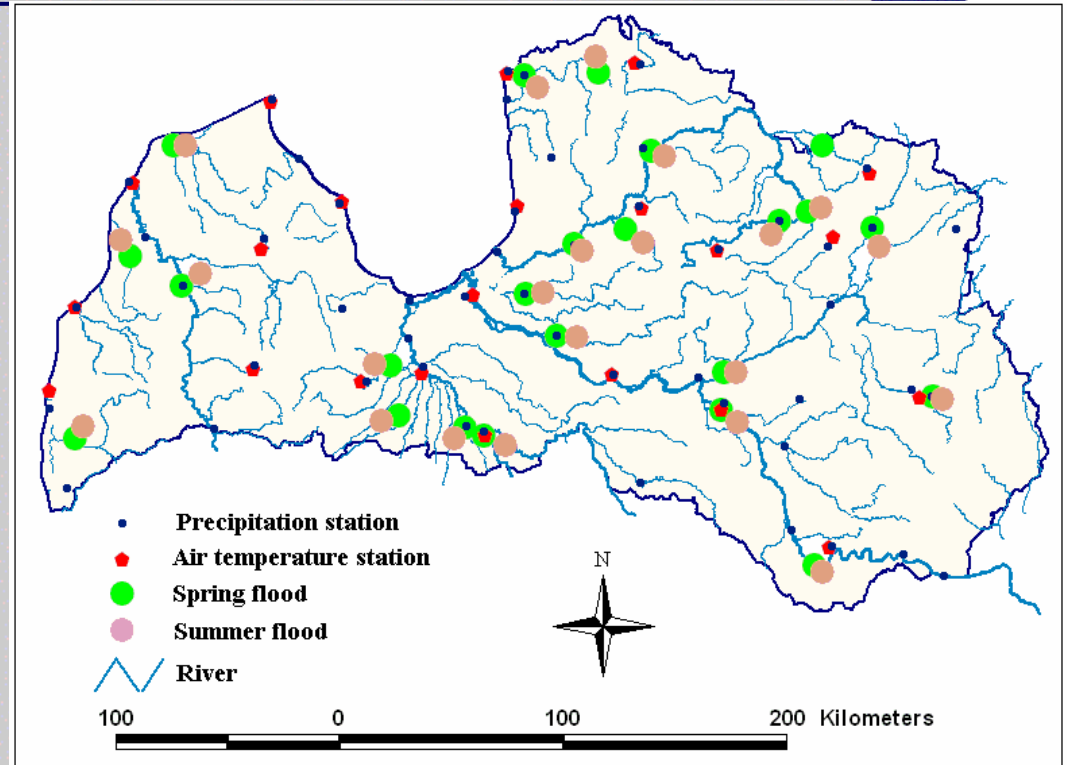 Precipitation station
Air temperature station
Spring flood
Summer flood
River
N
100 0 100 200 Kilometers